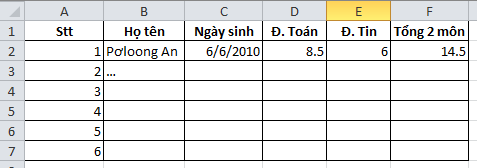 A B C D E F
1 Stt Họ tên Ngày sinh Đ. Toán Đ. Tin Tổng 2 môn
2 1 Pơloong An 6/6/2010 8.5 6 14.5
3 2 ...
4 3
5 4
6 5
7 6